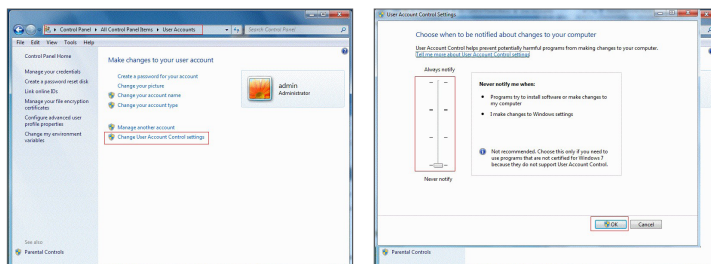 Control Panel ▸ All Control Panel Items ▸ User Accounts
Search Control Panel
File Edit View Tools Help
Control Panel Home
Manage your credentials
Create a password reset disk
Link online IDs
Manage your file encryption
certificates
Configure advanced user
profile properties
Change my environment
variables
See also
Parental Controls
Make changes to your user account
Create a password for your account
Change your picture
Change your account name
Change your account type
Manage another account
Change User Account Control settings
admin
Administrator
User Account Control Settings
Choose when to be notified about changes to your computer
User Account Control helps prevent potentially harmful programs from making changes to your computer.
Tell me more about User Account Control settings
Always notify
Never notify
Never notify me when:
• Programs try to install software or make changes to
my computer
• I make changes to Windows settings
Not recommended. Choose this only if you need to
use programs that are not certified for Windows 7
because they do not support User Account Control.
OK
Cancel
Parental Controls